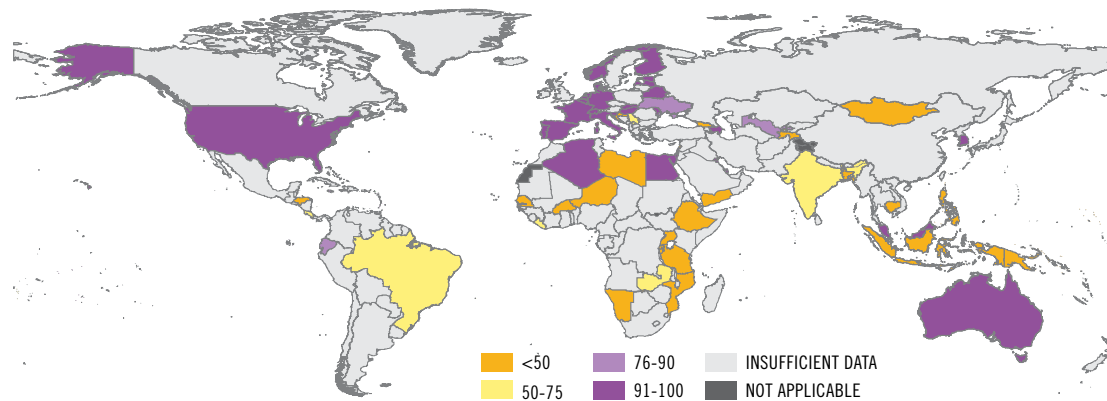 <50
76-90
INSUFFICIENT DATA
50-75
91-100
NOT APPLICABLE